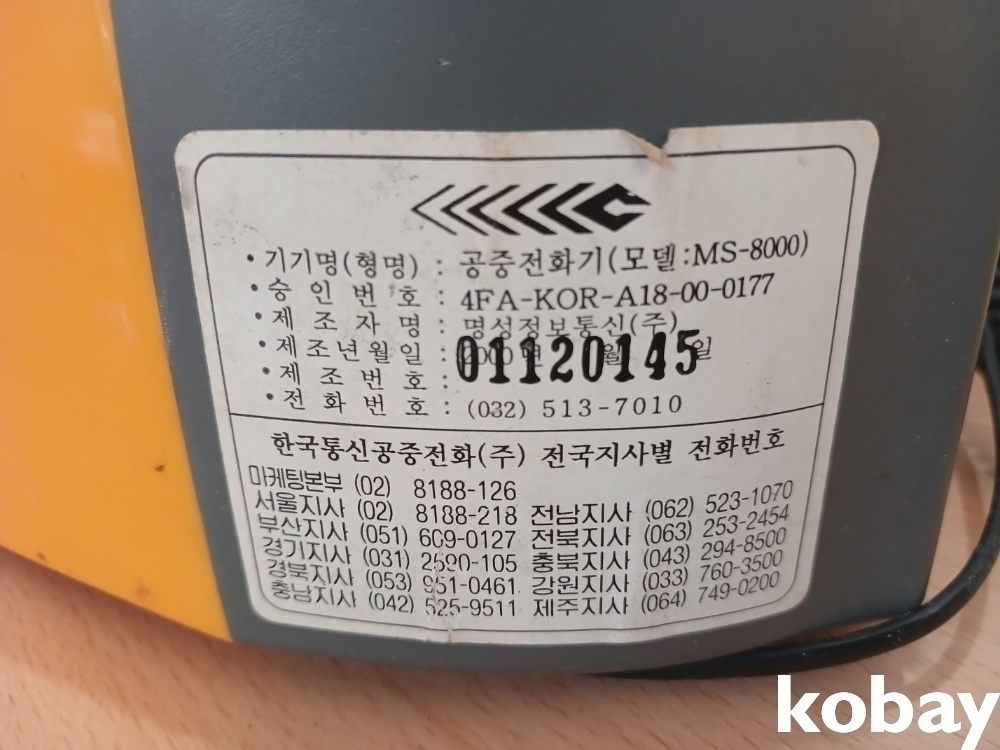 · 기기명(형명) : 공중전화기(모델:MS-8000)
· 승인번호 : 4FA-KOR-A18-00-0177
· 제조자명 : 명성정보통신(주)
· 제조년월일 : 월 일
· 제조번호 : 01120145
· 전화번호 : (032) 513-7010
한국통신공중전화(주) 전국지사별 전화번호
마케팅본부 (02) 8188-126
서울지사 (02) 8188-218 전남지사 (062) 523-1070
부산지사 (051) 609-0127 전북지사 (063) 253-2454
경기지사 (031) 2590-105 충북지사 (043) 294-8500
경북지사 (053) 951-0461 강원지사 (033) 760-3500
충남지사 (042) 525-9511 제주지사 (064) 749-0200
kobay